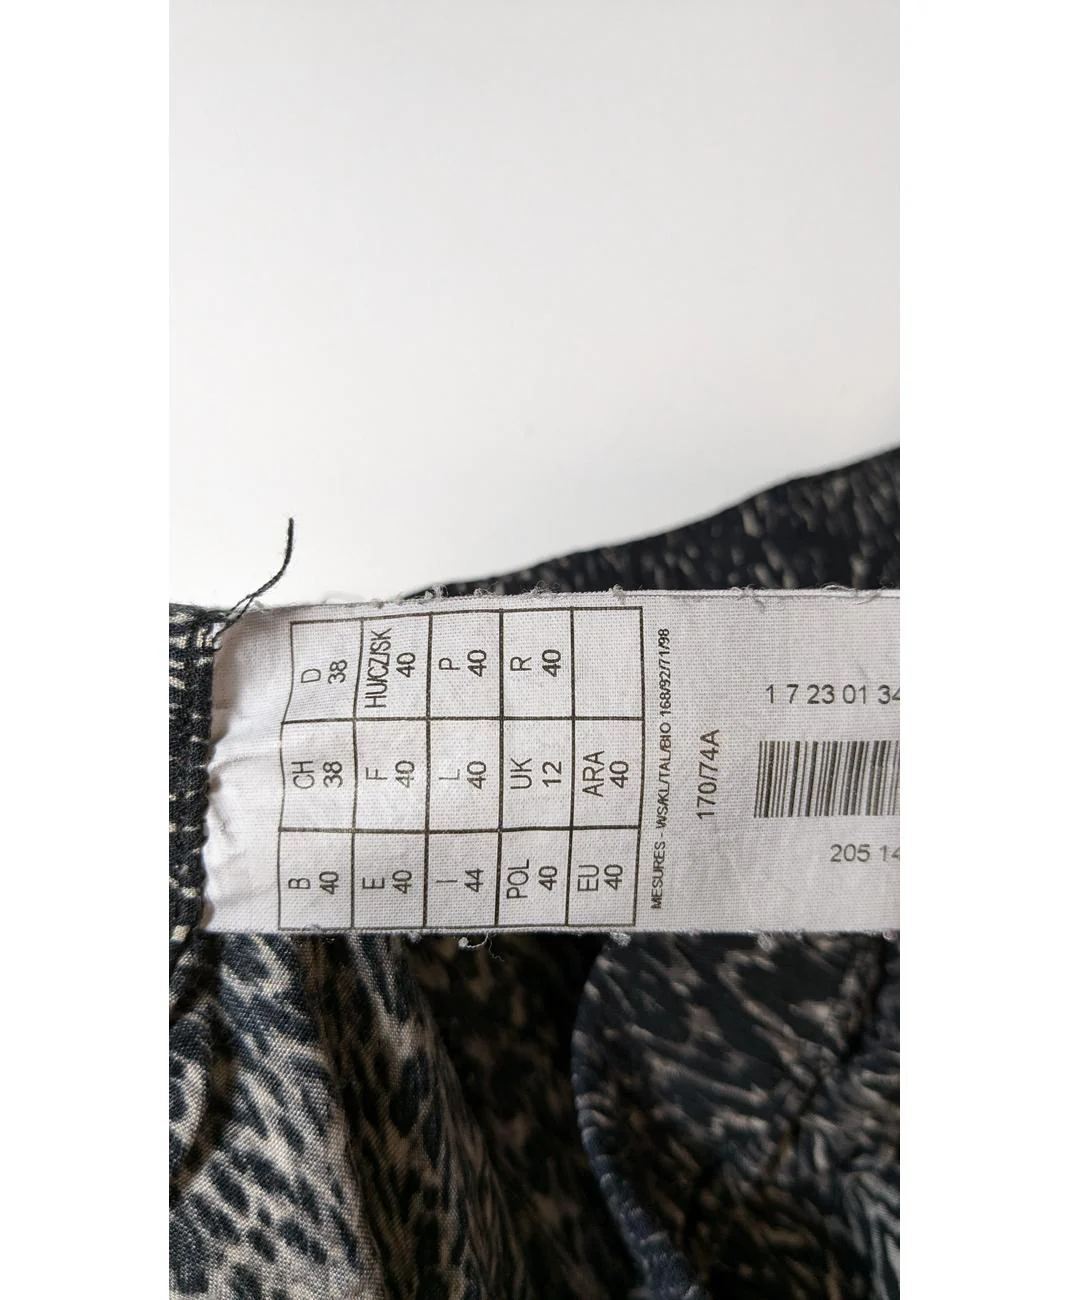 B CH D
40 38 38
E F HU/CZ/SK
40 40 40
I L P
44 40 40
POL UK R
40 12 40
EU ARA
40 40
MESURES - WS/KL/TAL/BIO 168/92/71/98
170/74A
1 7 23 01 34
205 14